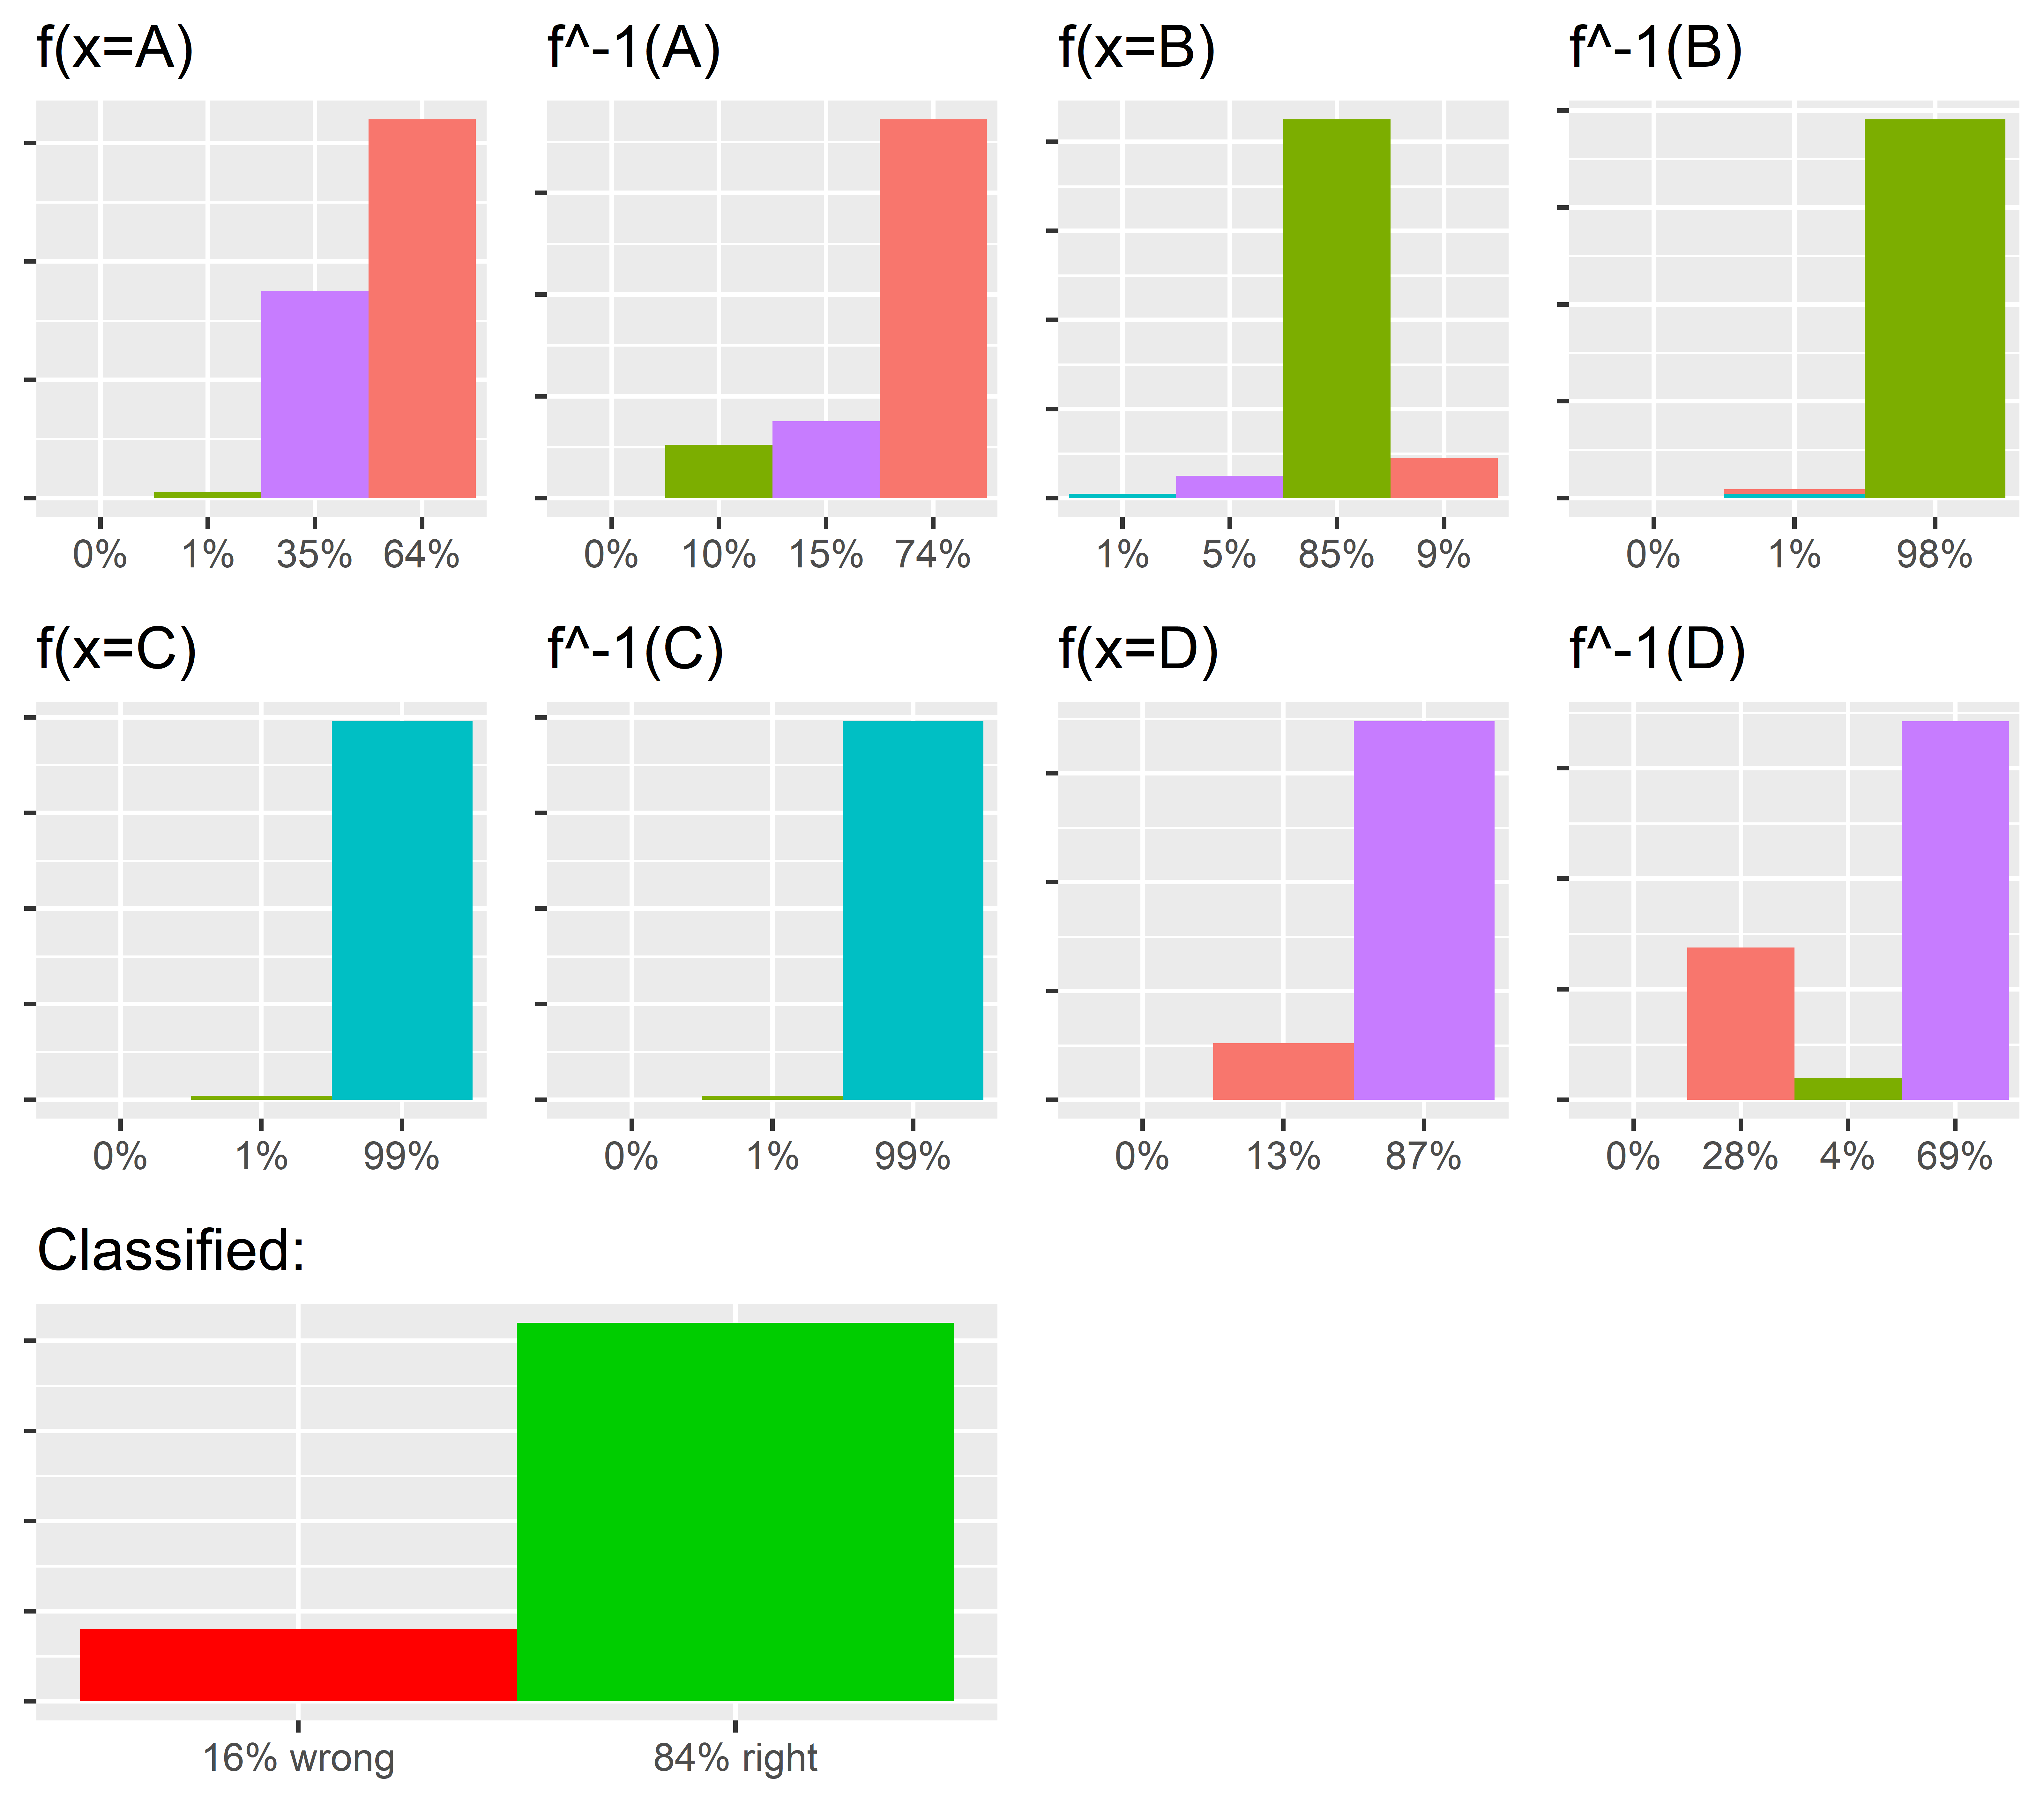 f(x=A) f^-1(A) f(x=B) f^-1(B)
0% 1% 35% 64% 0% 10% 15% 74% 1% 5% 85% 9% 0% 1% 98%
f(x=C) f^-1(C) f(x=D) f^-1(D)
0% 1% 99% 0% 1% 99% 0% 13% 87% 0% 28% 4% 69%
Classified:
16% wrong 84% right